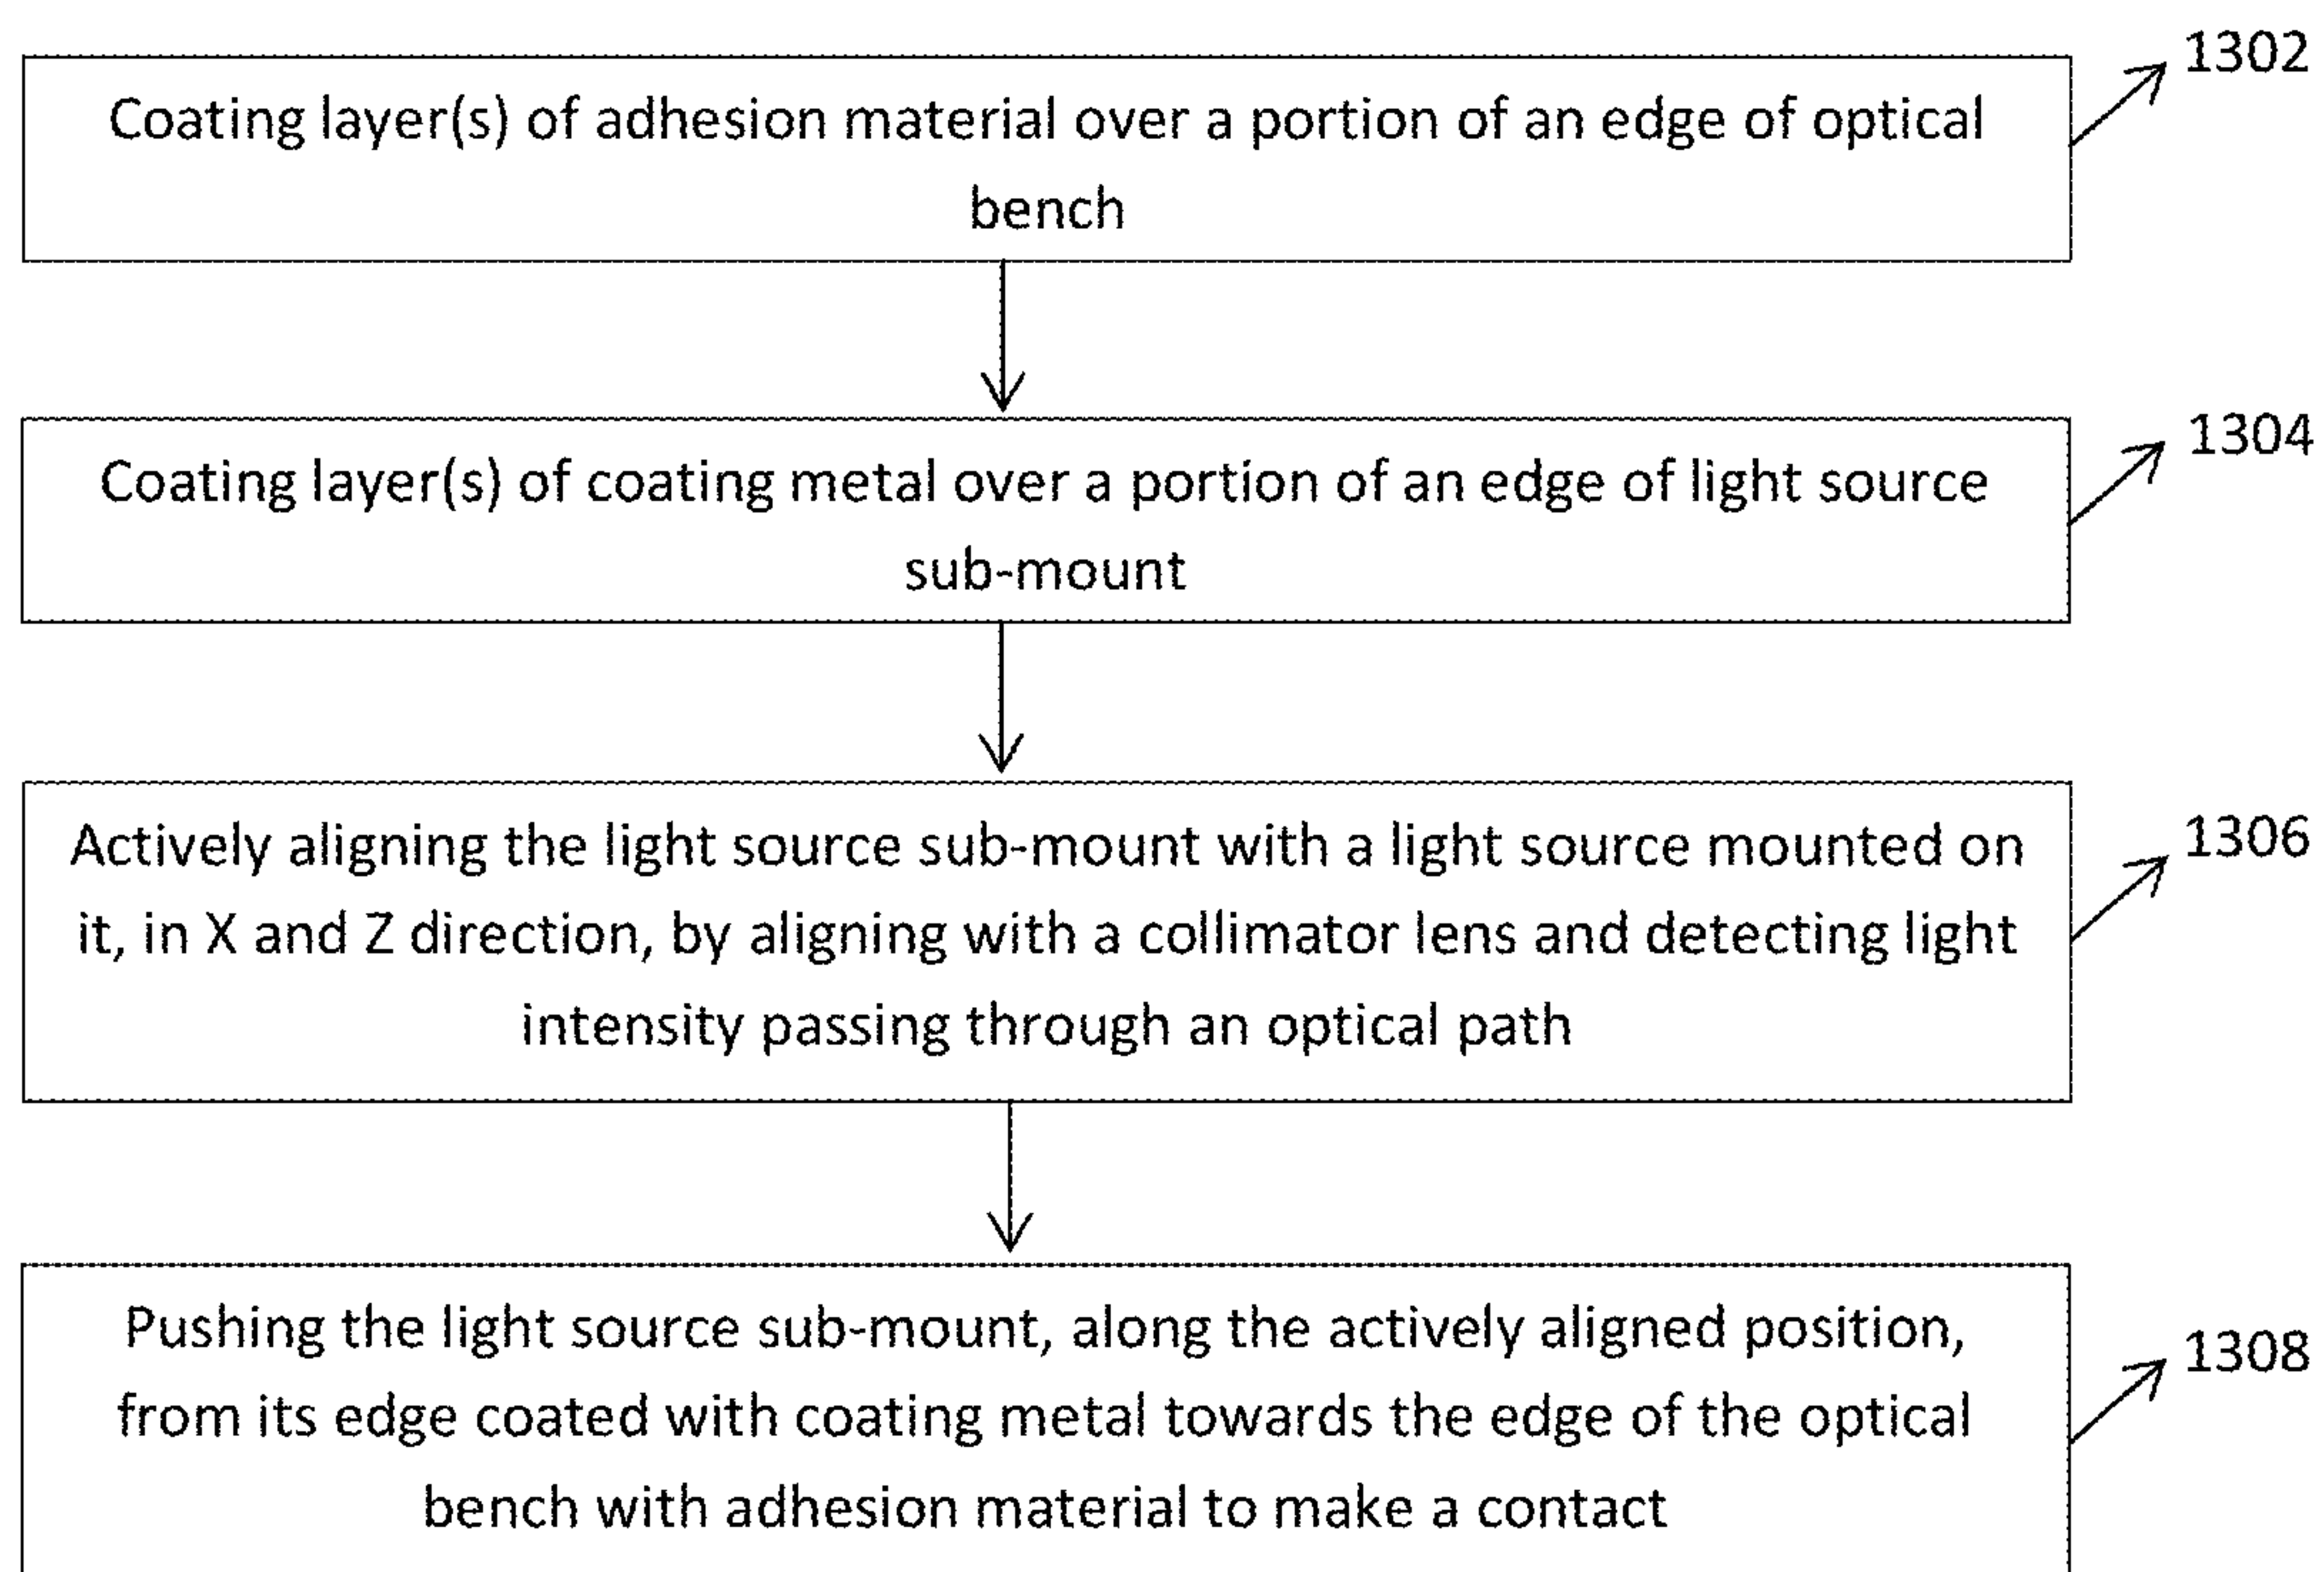 1302
Coating layer(s) of adhesion material over a portion of an edge of optical
bench
1304
Coating layer(s) of coating metal over a portion of an edge of light source
sub-mount
1306
Actively aligning the light source sub-mount with a light source mounted on
it, in X and Z direction, by aligning with a collimator lens and detecting light
intensity passing through an optical path
1308
Pushing the light source sub-mount, along the actively aligned position,
from its edge coated with coating metal towards the edge of the optical
bench with adhesion material to make a contact